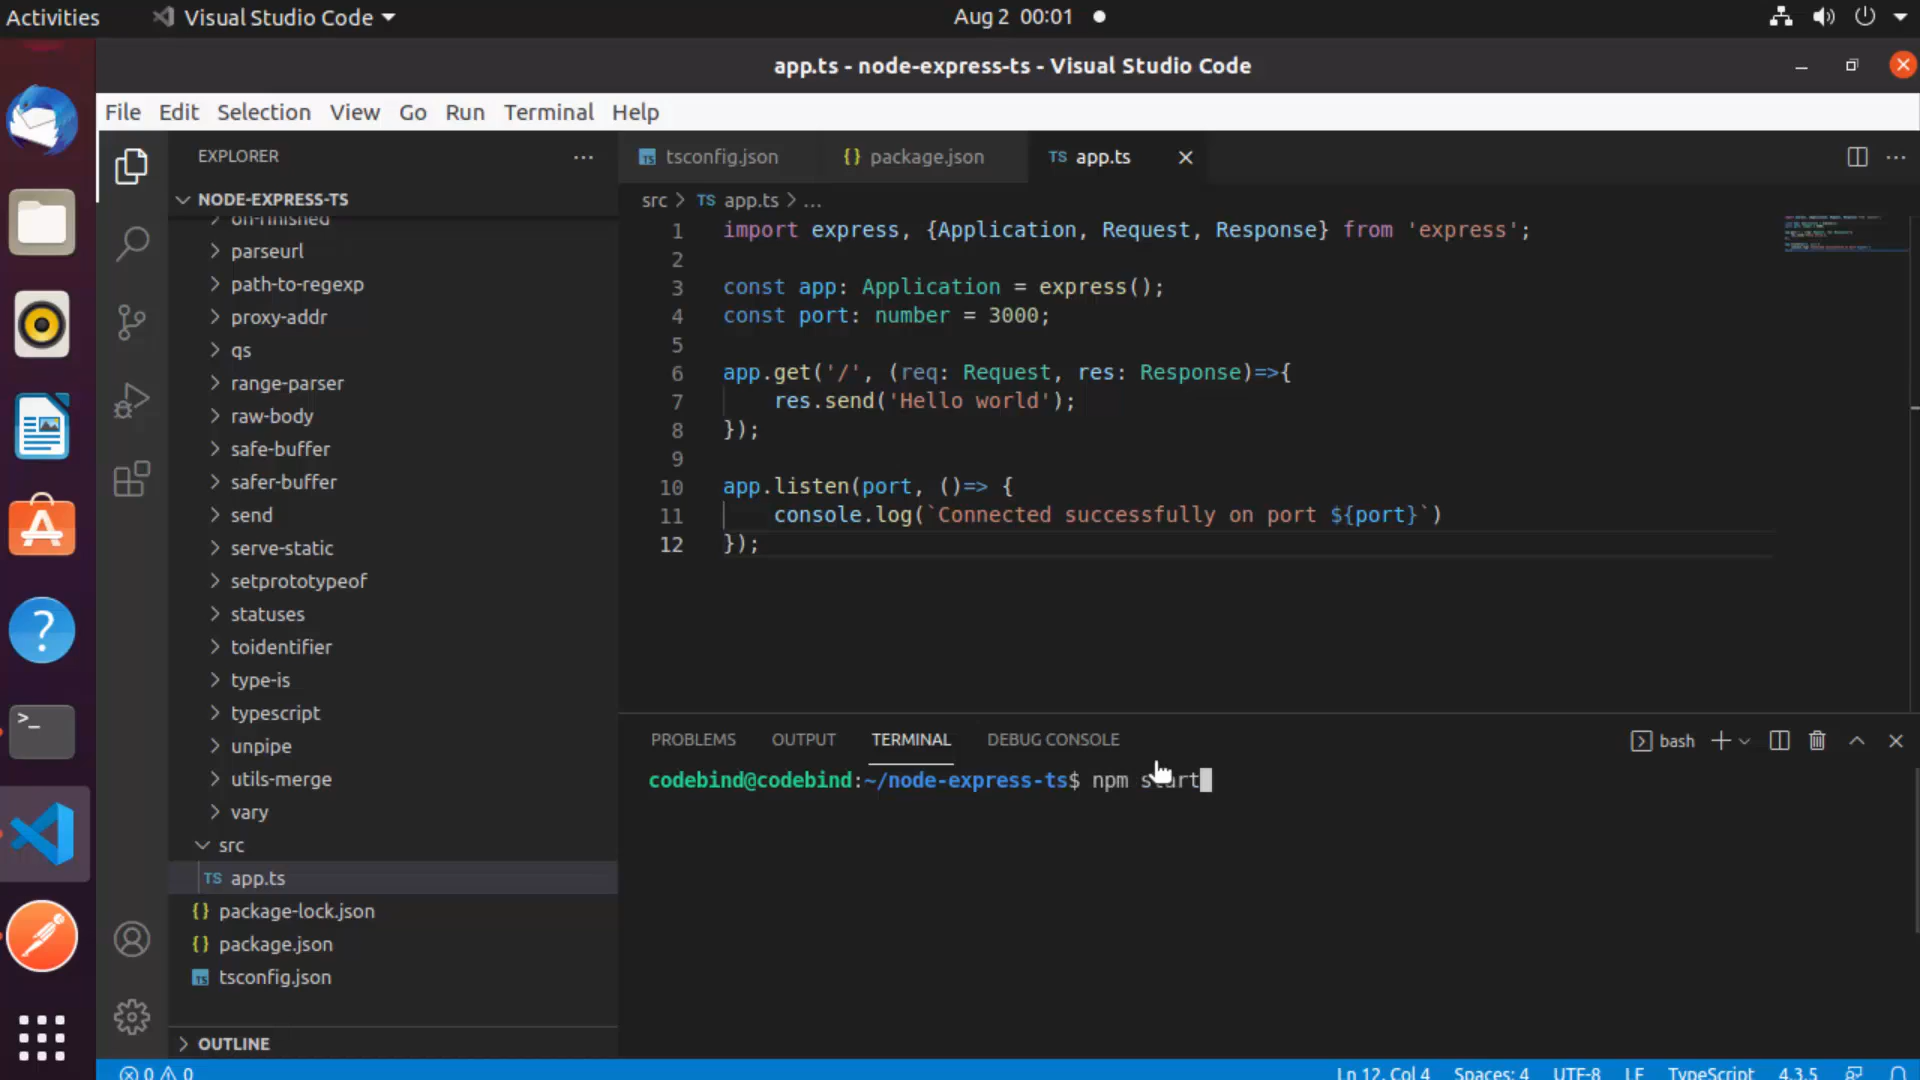 Activities
Visual Studio Code
Aug 2 00:01
app.ts - node-express-ts - Visual Studio Code
File Edit Selection View Go Run Terminal Help
EXPLORER
NODE-EXPRESS-TS
on-finished
parseurl
path-to-regexp
proxy-addr
qs
range-parser
raw-body
safe-buffer
safer-buffer
send
serve-static
setprototypeof
statuses
toidentifier
type-is
typescript
unpipe
utils-merge
vary
src
TS app.ts
{} package-lock.json
{} package.json
TS tsconfig.json
OUTLINE
TS tsconfig.json
{} package.json
TS app.ts
src > TS app.ts > ...
1 import express, {Application, Request, Response} from 'express';
2
3 const app: Application = express();
4 const port: number = 3000;
5
6 app.get('/', (req: Request, res: Response)=>{
7 res.send('Hello world');
8 });
9
10 app.listen(port, ()=> {
11 console.log(`Connected successfully on port ${port}`)
12 });
PROBLEMS OUTPUT TERMINAL DEBUG CONSOLE
bash
codebind@codebind:~/node-express-ts$ npm start
0 0
Ln 12, Col 4 Spaces: 4 UTF-8 LF TypeScript 4.3.5